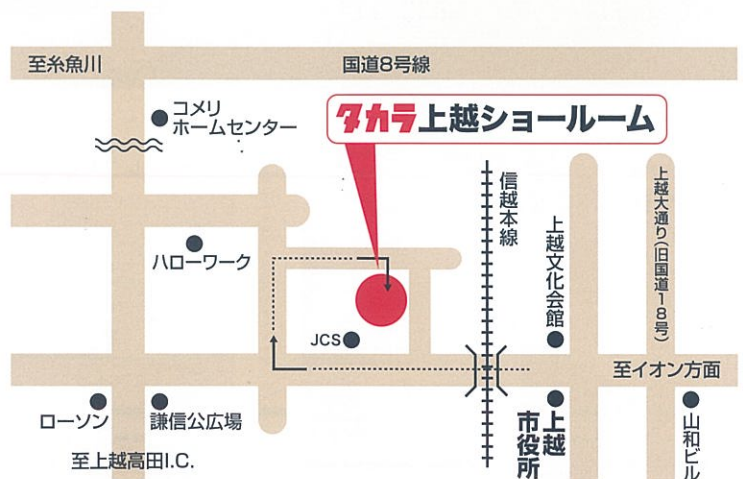 至糸魚川
国道8号線
コメリ
ホームセンター
タカラ上越ショールーム
信越本線
上越大通り(旧国道18号)
上越文化会館
ハローワーク
JCS
至イオン方面
ローソン
謙信公広場
上越
市役所
山和ビル
至上越高田I.C.